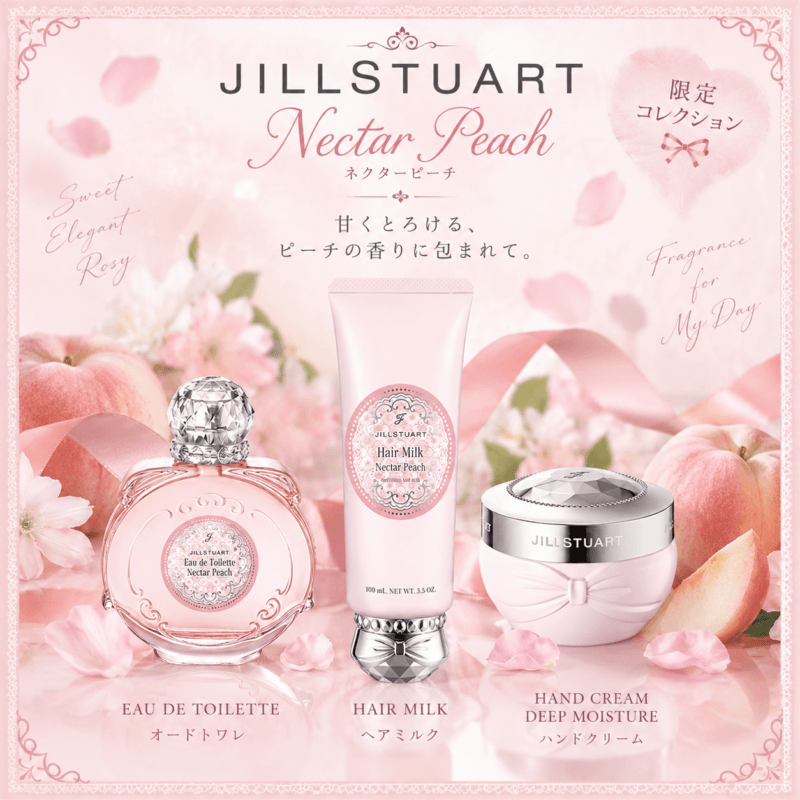 JILLSTUART
Nectar Peach
ネクターピーチ
限定
コレクション
甘くとろける、
ピーチの香りに包まれて。
Sweet
Elegant
Rosy
Fragrance
for
My Day
JILLSTUART
Eau de Toilette
Nectar Peach
JILLSTUART
Hair Milk
Nectar Peach
100 mL NET WT. 3.5 OZ.
JILLSTUART
EAU DE TOILETTE
オードトワレ
HAIR MILK
ヘアミルク
HAND CREAM
DEEP MOISTURE
ハンドクリーム